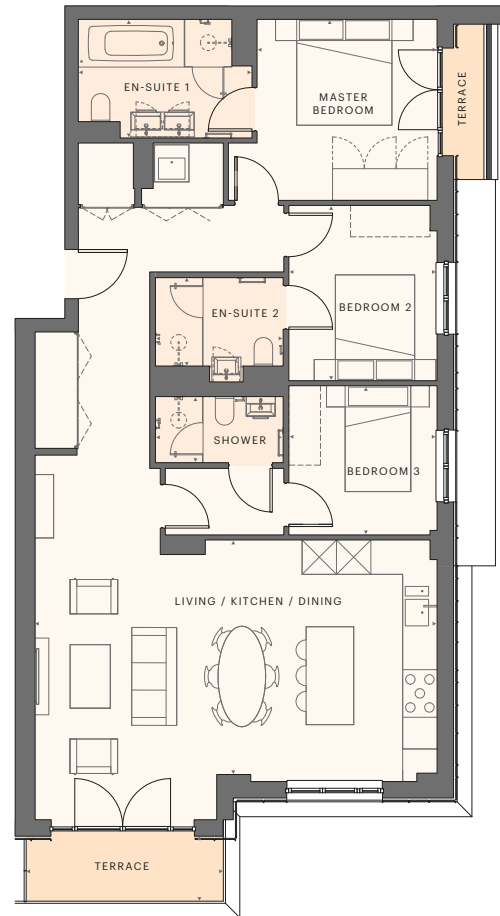 EN-SUITE 1
MASTER
BEDROOM
TERRACE
EN-SUITE 2
BEDROOM 2
SHOWER
BEDROOM 3
LIVING / KITCHEN / DINING
TERRACE